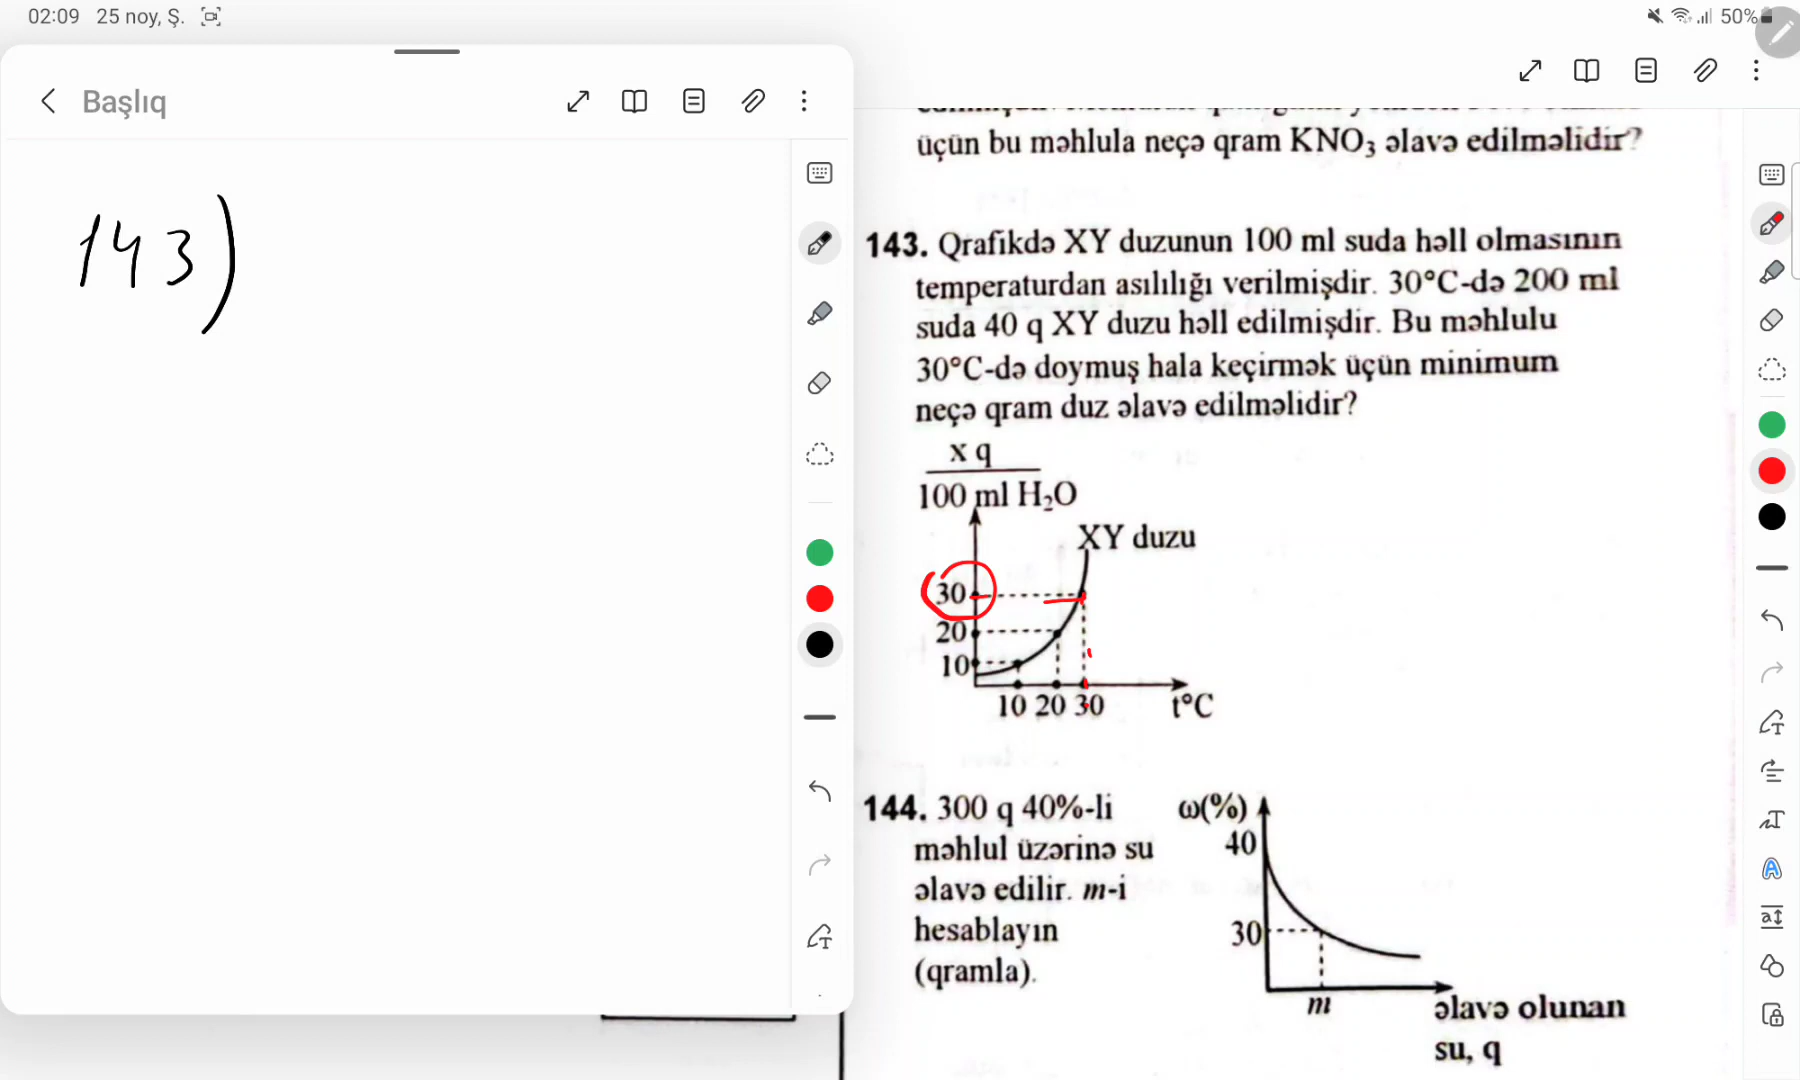 02:09 25 noy, Ş.
50%
Başlıq
143)
üçün bu məhlula neçə qram KNO₃ əlavə edilməlidir?
143. Qrafikdə XY duzunun 100 ml suda həll olmasının
temperaturdan asılılığı verilmişdir. 30°C-də 200 ml
suda 40 q XY duzu həll edilmişdir. Bu məhlulu
30°C-də doymuş hala keçirmək üçün minimum
neçə qram duz əlavə edilməlidir?
x q
100 ml H₂O
XY duzu
30
20
10
10 20 30
t°C
144. 300 q 40%-li
məhlul üzərinə su
əlavə edilir. m-i
hesablayın
(qramla).
ω(%)
40
30
m
əlavə olunan
su, q